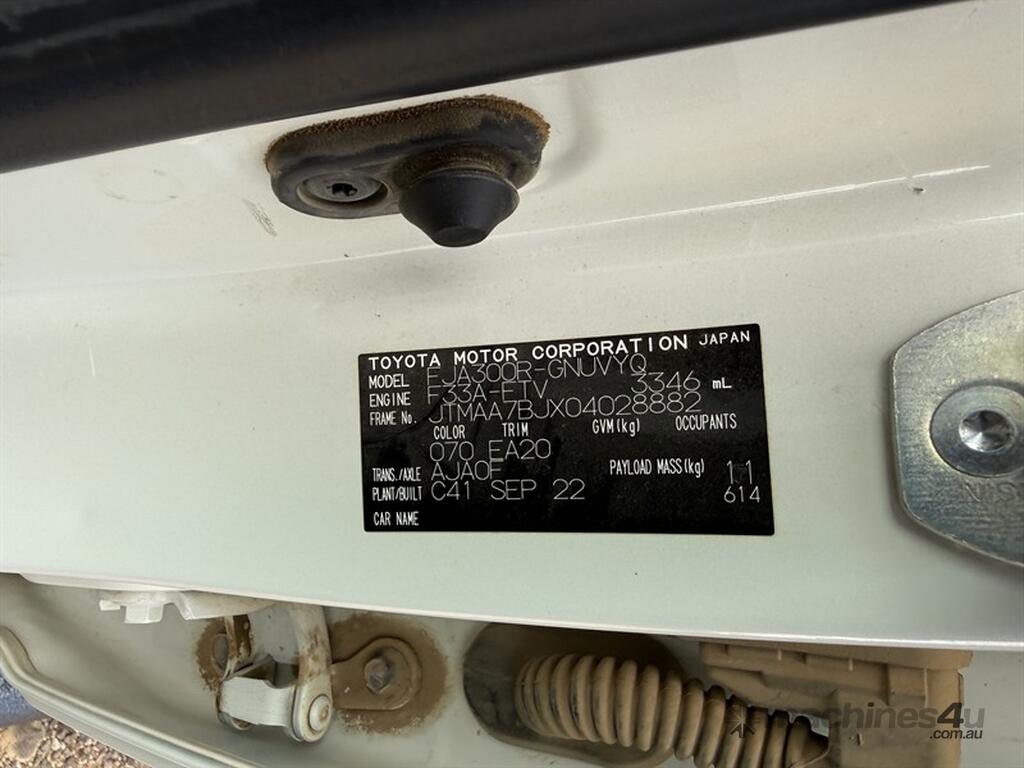 TOYOTA MOTOR CORPORATION JAPAN
MODEL FJA300R-GNUVYQ
ENGINE F33A-FTV 3346 mL
FRAME No. JTMAA7BJX04028882
COLOR TRIM GVM(kg) OCCUPANTS
070 EA20
TRANS./AXLE AJA0F PAYLOAD MASS(kg) 11
PLANT/BUILT C41 SEP 22 614
CAR NAME
machines4u
.com.au